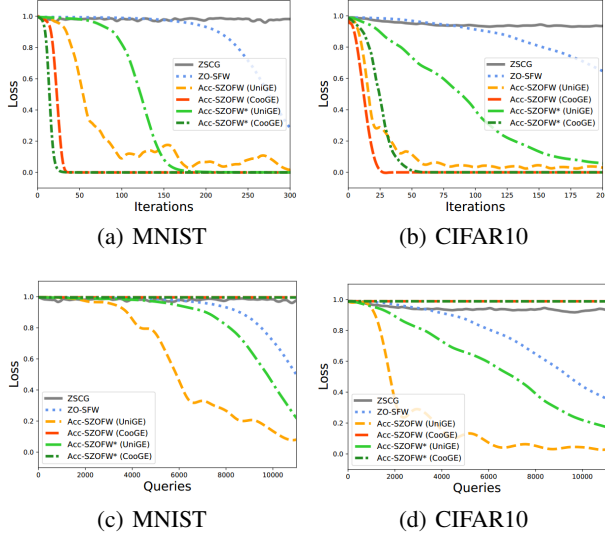 Loss
1.0
0.8
0.6
0.4
0.2
0.0
ZSCG
ZO-SFW
Acc-SZOFW (UniGE)
Acc-SZOFW (CooGE)
Acc-SZOFW* (UniGE)
Acc-SZOFW* (CooGE)
0 50 100 150 200 250 300
Iterations
(a) MNIST
Loss
1.0
0.8
0.6
0.4
0.2
0.0
ZSCG
ZO-SFW
Acc-SZOFW (UniGE)
Acc-SZOFW (CooGE)
Acc-SZOFW* (UniGE)
Acc-SZOFW* (CooGE)
0 25 50 75 100 125 150 175 200
Iterations
(b) CIFAR10
Loss
1.0
0.8
0.6
0.4
0.2
0.0
ZSCG
ZO-SFW
Acc-SZOFW (UniGE)
Acc-SZOFW (CooGE)
Acc-SZOFW* (UniGE)
Acc-SZOFW* (CooGE)
0 2000 4000 6000 8000 10000
Queries
(c) MNIST
Loss
1.0
0.8
0.6
0.4
0.2
0.0
ZSCG
ZO-SFW
Acc-SZOFW (UniGE)
Acc-SZOFW (CooGE)
Acc-SZOFW* (UniGE)
Acc-SZOFW* (CooGE)
0 2000 4000 6000 8000 10000
Queries
(d) CIFAR10